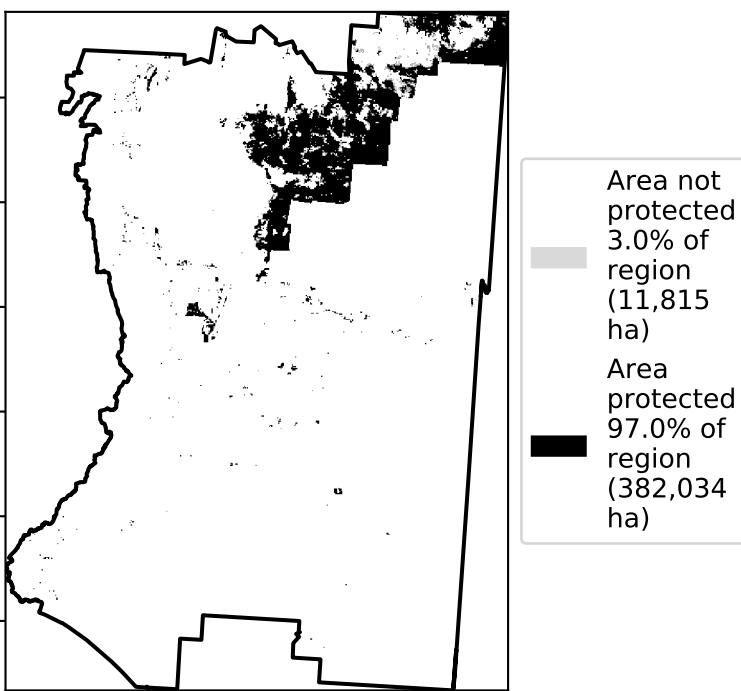 Area not
protected
3.0% of
region
(11,815
ha)
Area
protected
97.0% of
region
(382,034
ha)